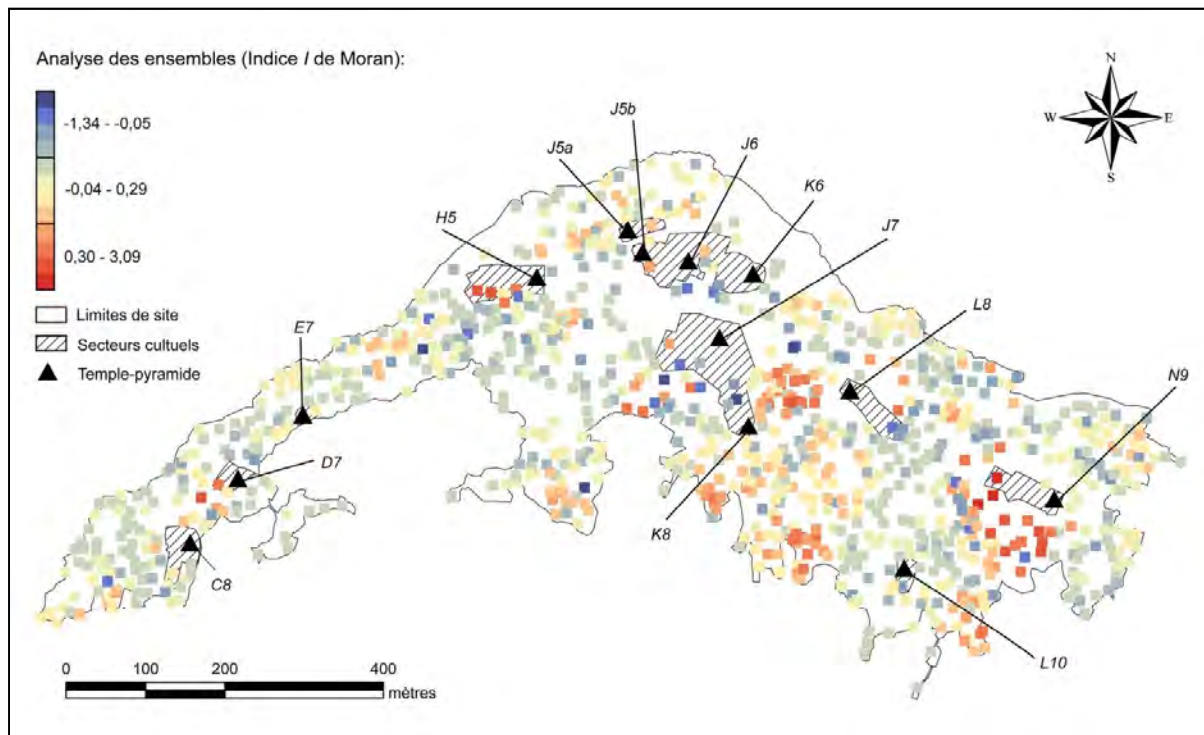 Analyse des ensembles (Indice I de Moran):
-1,34 - -0,05
-0,04 - 0,29
0,30 - 3,09
Limites de site
Secteurs cultuels
Temple-pyramide
N
W
E
S
J5b
J5a
J6
K6
H5
J7
L8
E7
N9
D7
K8
C8
L10
0 100 200 400
mètres